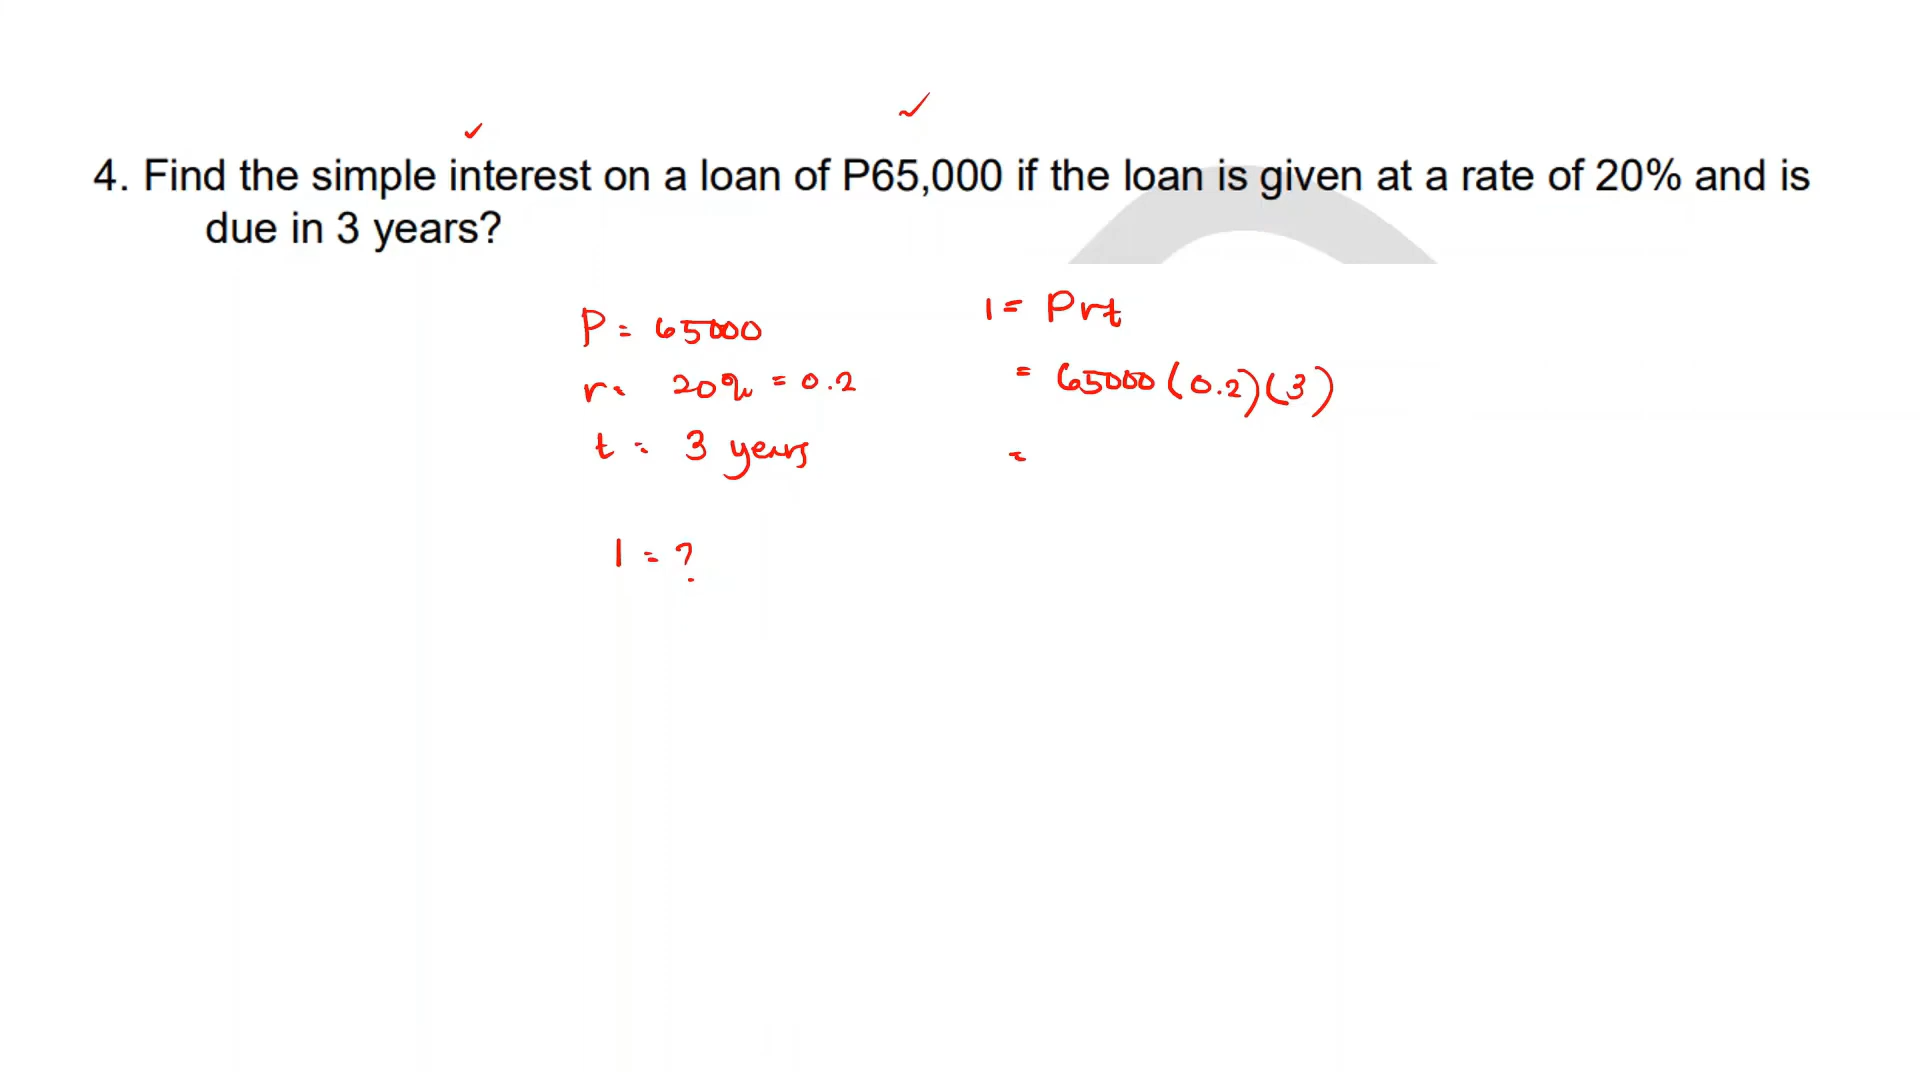 4. Find the simple interest on a loan of P65,000 if the loan is given at a rate of 20% and is
due in 3 years?
P = 65000
r = 20% = 0.2
t = 3 years
I = ?
I = Prt
= 65000 (0.2)(3)
=